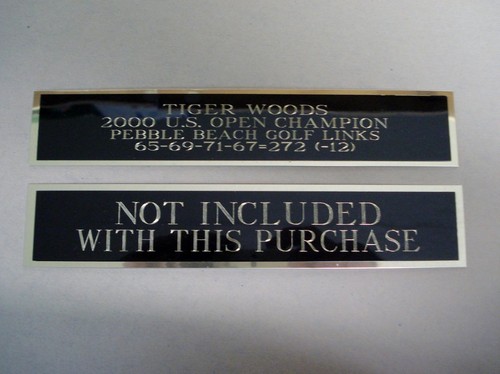 TIGER WOODS
2000 U.S. OPEN CHAMPION
PEBBLE BEACH GOLF LINKS
65-69-71-67=272 (-12)
NOT INCLUDED
WITH THIS PURCHASE